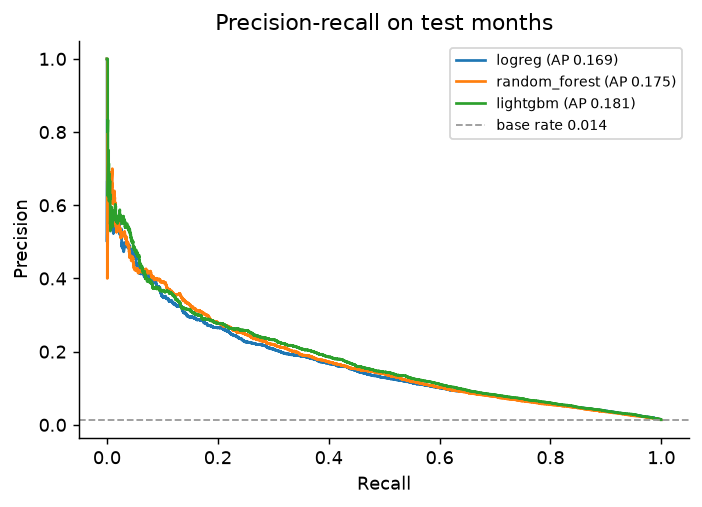 Precision-recall on test months
logreg (AP 0.169)
random_forest (AP 0.175)
lightgbm (AP 0.181)
base rate 0.014
Precision
1.0
0.8
0.6
0.4
0.2
0.0
0.0 0.2 0.4 0.6 0.8 1.0
Recall